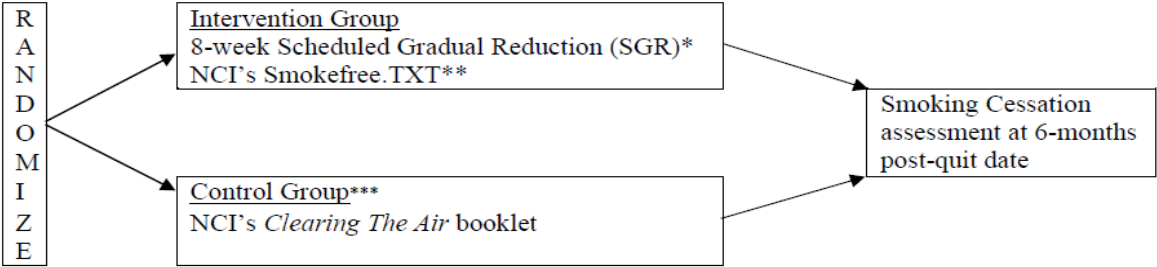 RANDOMIZE
Intervention Group
8-week Scheduled Gradual Reduction (SGR)*
NCI's Smokefree.TXT**
Control Group***
NCI's Clearing The Air booklet
Smoking Cessation
assessment at 6-months
post-quit date